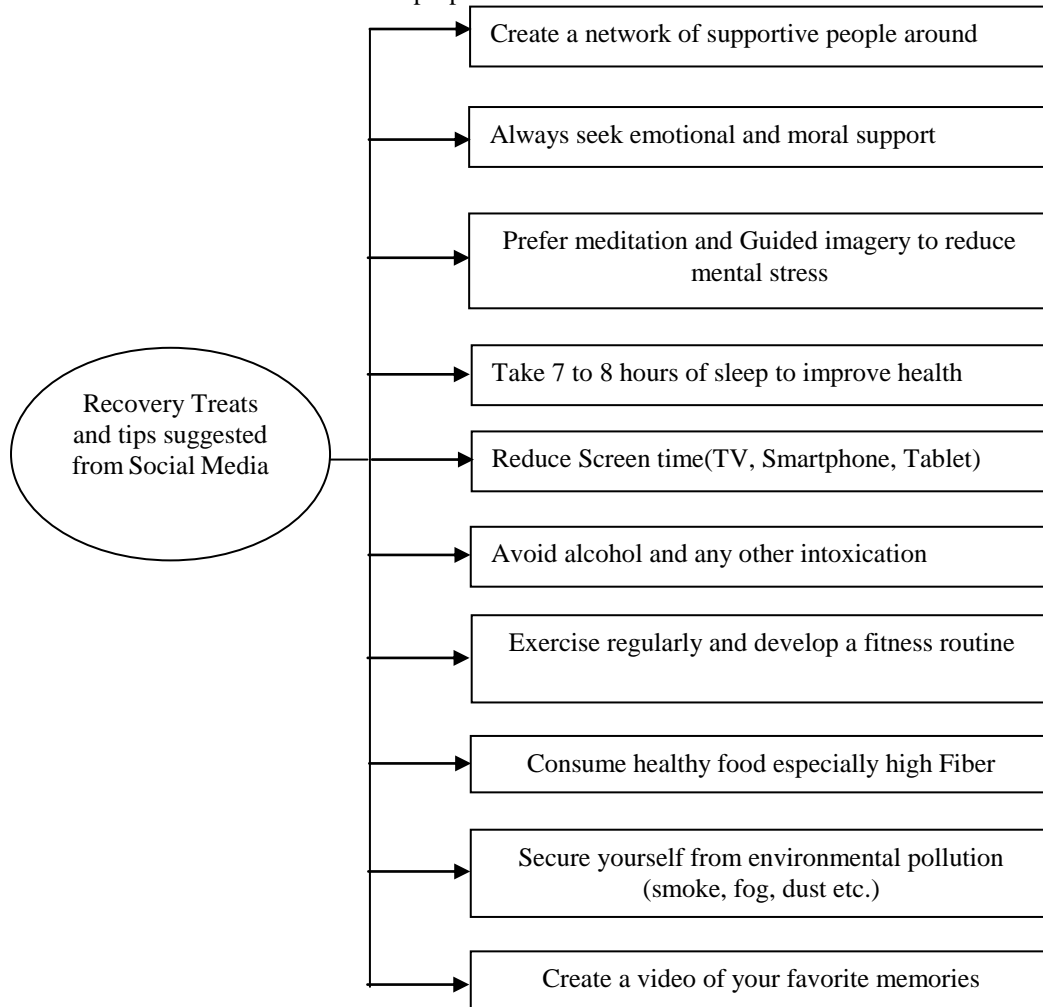 Create a network of supportive people around
Always seek emotional and moral support
Prefer meditation and Guided imagery to reduce
mental stress
Take 7 to 8 hours of sleep to improve health
Recovery Treats
and tips suggested
from Social Media
Reduce Screen time(TV, Smartphone, Tablet)
Avoid alcohol and any other intoxication
Exercise regularly and develop a fitness routine
Consume healthy food especially high Fiber
Secure yourself from environmental pollution
(smoke, fog, dust etc.)
Create a video of your favorite memories